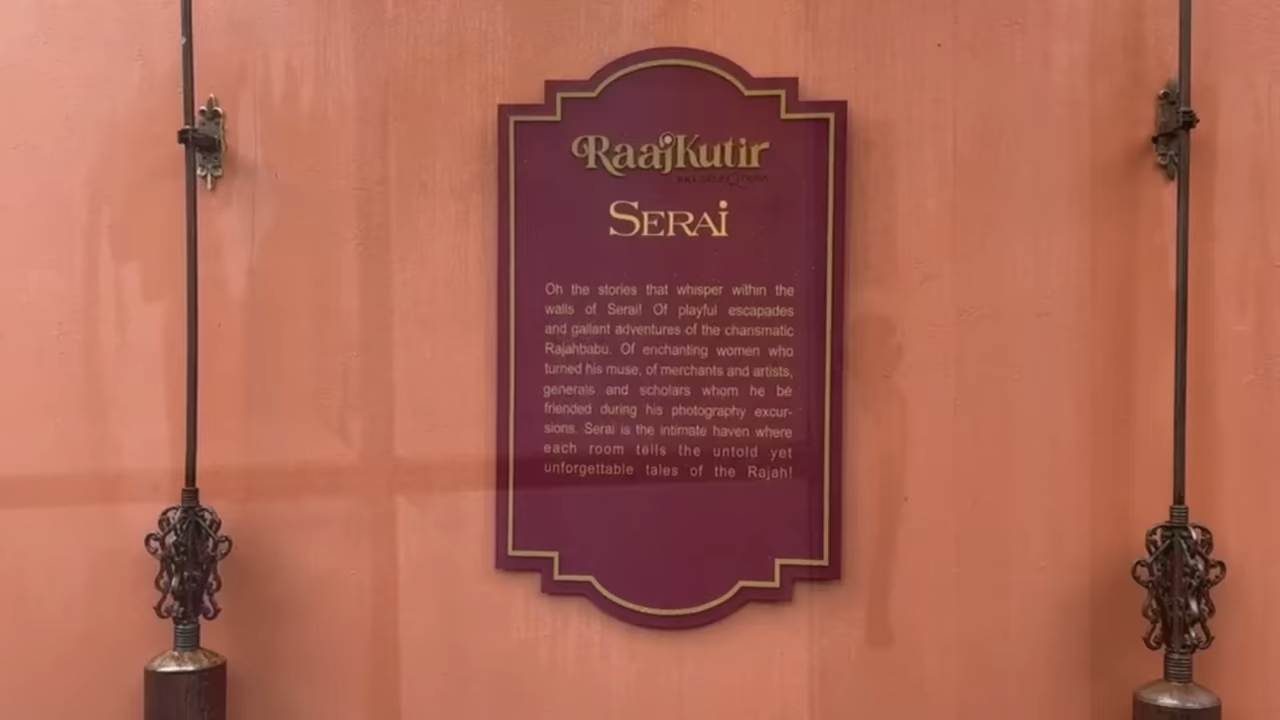 RaajKutir
SERAi
Oh the stories that whisper within the
walls of Serai! Of playful escapades
and gallant adventures of the charismatic
Rajahbabu. Of enchanting women who
turned his muse, of merchants and artists,
generals and scholars whom he be
friended during his photography excur-
sions. Serai is the intimate haven where
each room tells the untold yet
unforgettable tales of the Rajah!